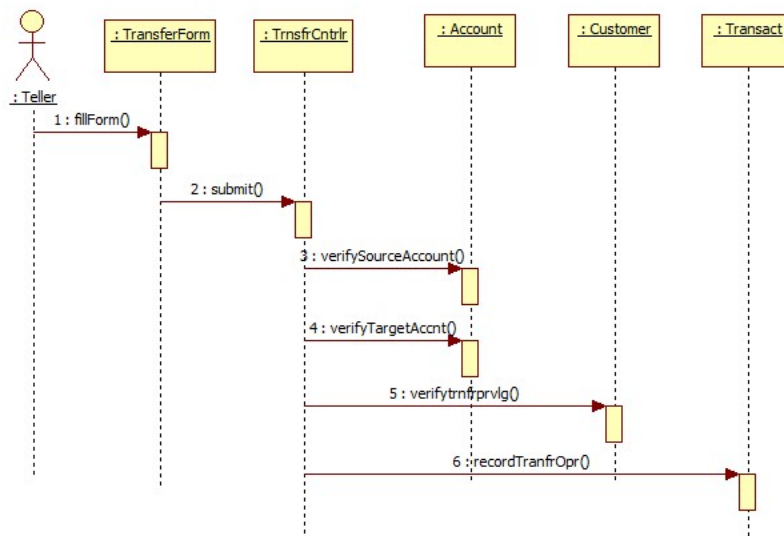 : TransferForm
: TrnsfrCntrlr
: Account
: Customer
: Transact
: Teller
1 : fillForm()
2 : submit()
3 : verifySourceAccount()
4 : verifyTargetAccnt()
5 : verifytrnfrprvlg()
6 : recordTranfrOpr()